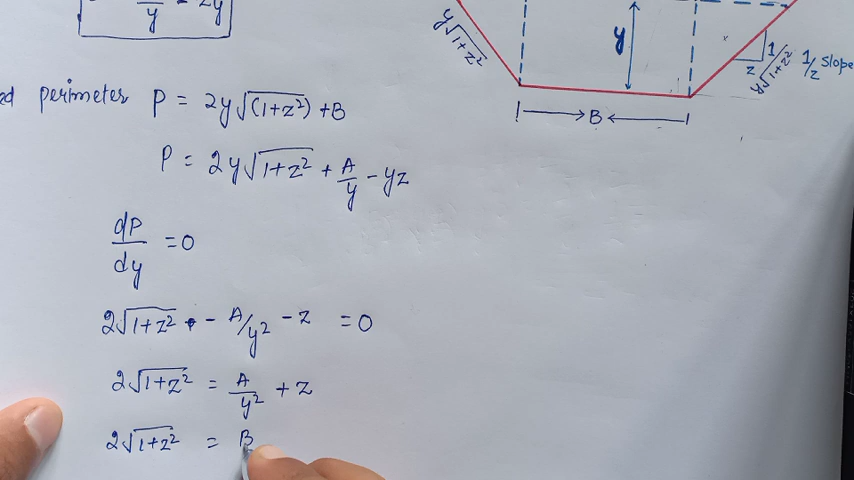 y = 2y
y√1+z²
y
1
z
y√1+z²
1/z slope
B
perimeter P = 2y√(1+z²) + B
P = 2y√1+z² + A/y - yz
dP/dy = 0
2√1+z² - A/y² - z = 0
2√1+z² = A/y² + z
2√1+z² = B